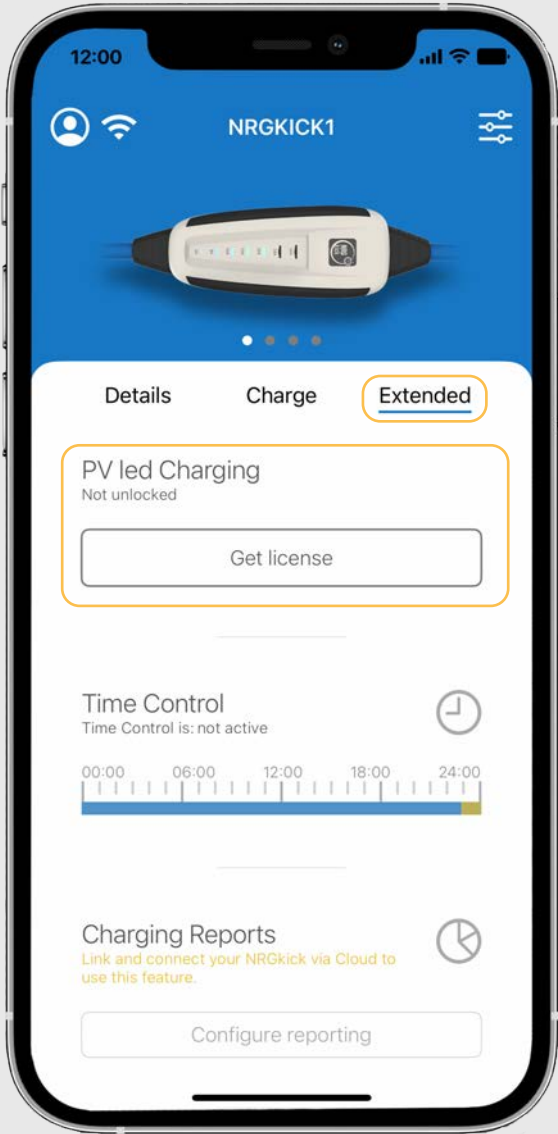 12:00
NRGKICK1
Details Charge Extended
PV led Charging
Not unlocked
Get license
Time Control
Time Control is: not active
00:00 06:00 12:00 18:00 24:00
Charging Reports
Link and connect your NRGkick via Cloud to
use this feature.
Configure reporting